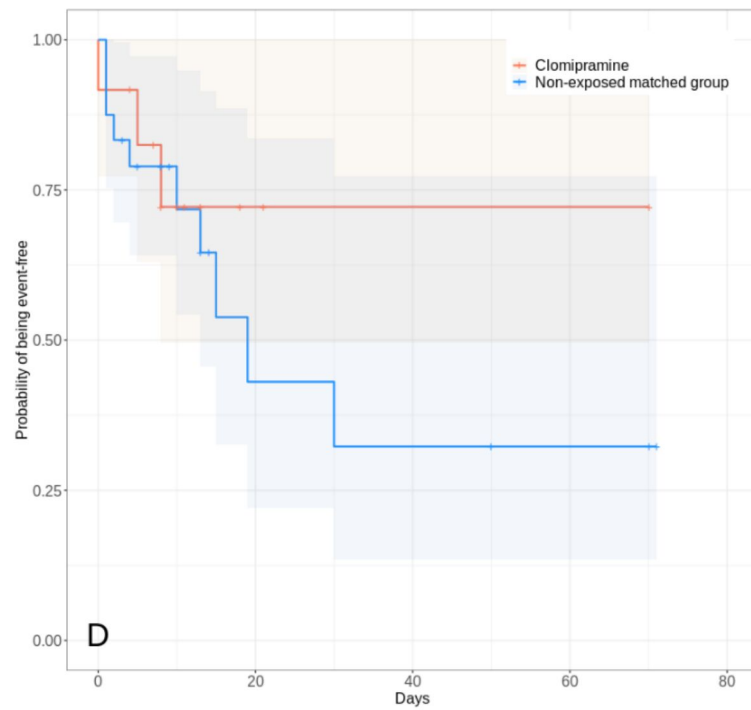 1.00
0.75
0.50
0.25
0.00
Probability of being event-free
Clomipramine
Non-exposed matched group
D
0
20
40
60
80
Days